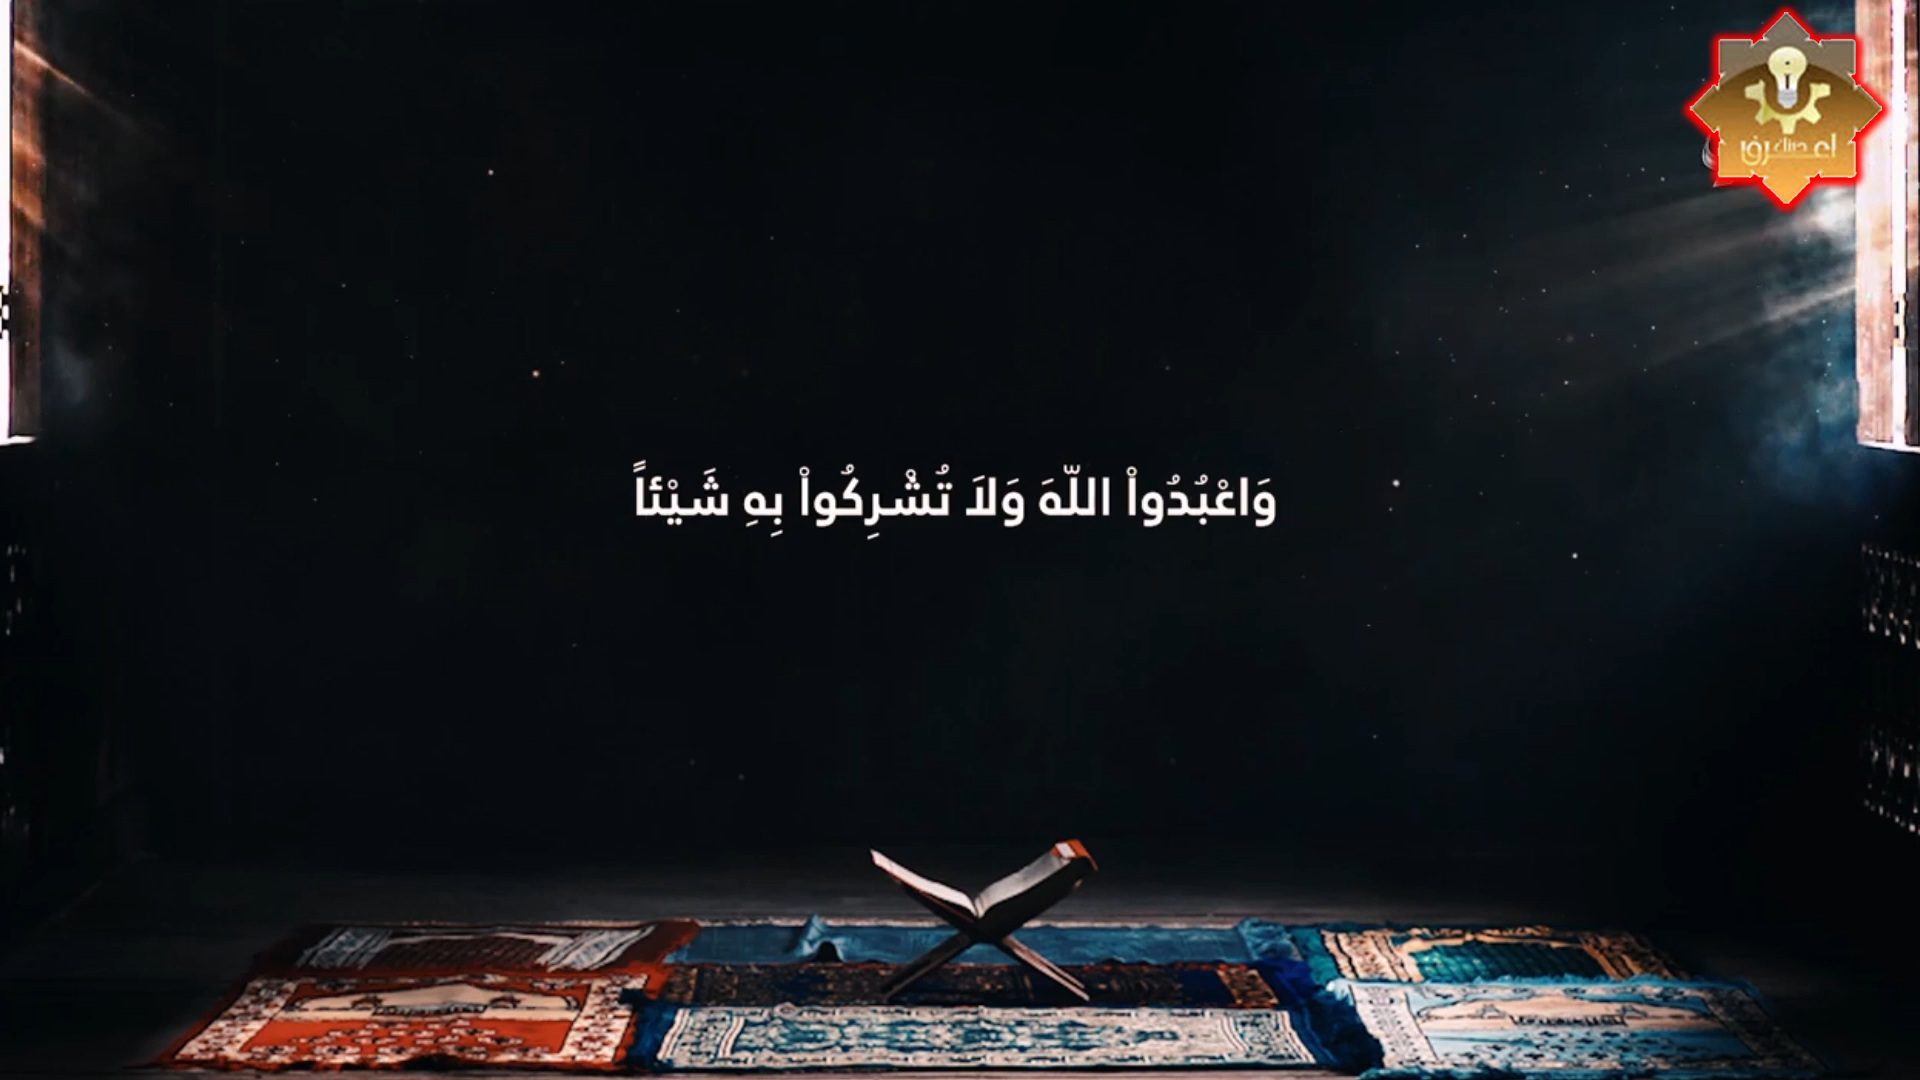 وَاعْبُدُواْ اللّهَ وَلاَ تُشْرِكُواْ بِهِ شَيْئاً